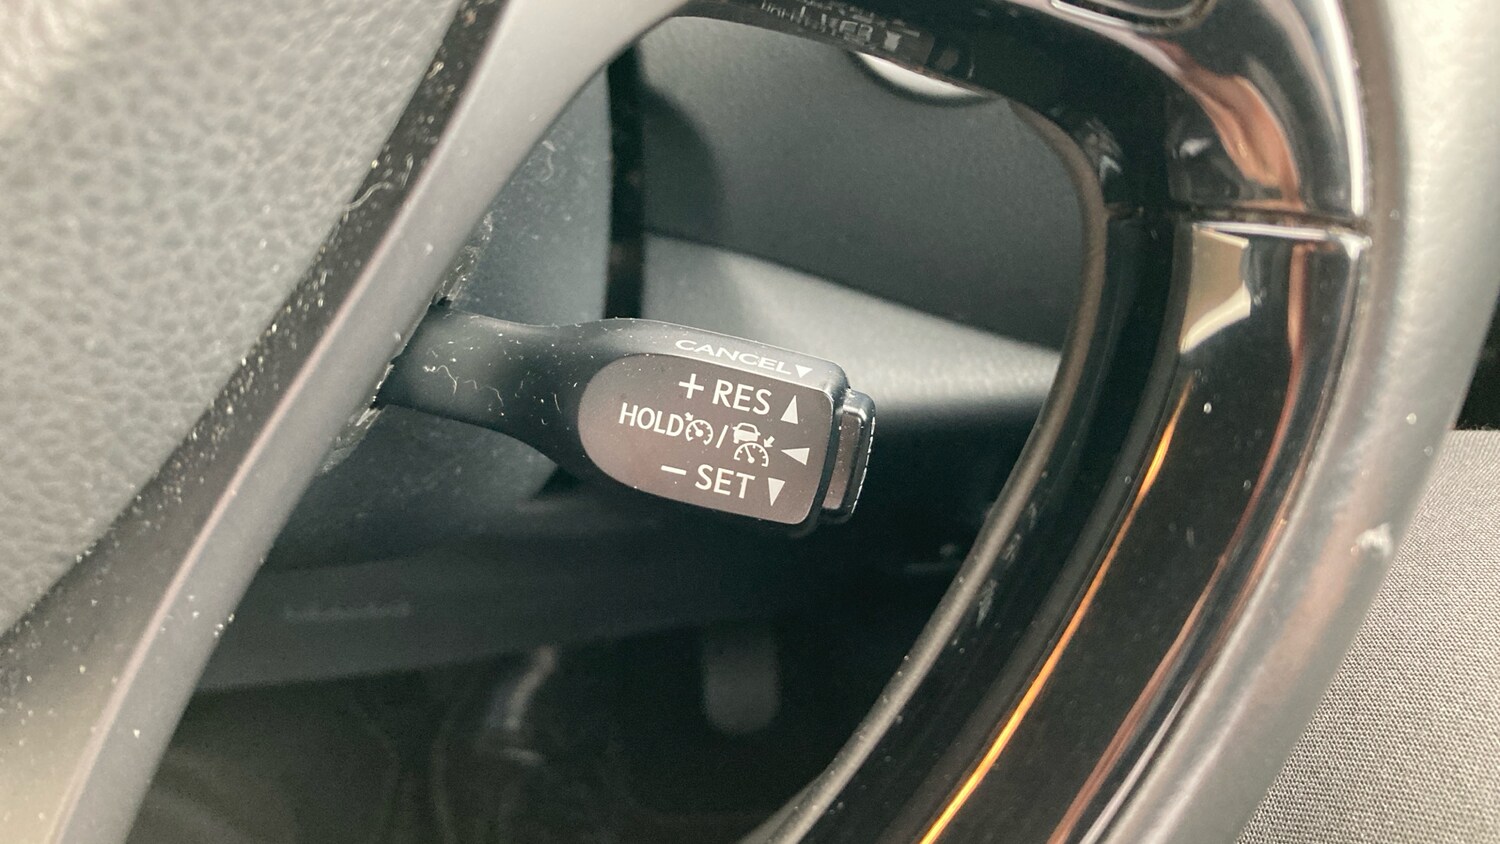 CANCEL▼
+ RES ▲
HOLD /
− SET ▼